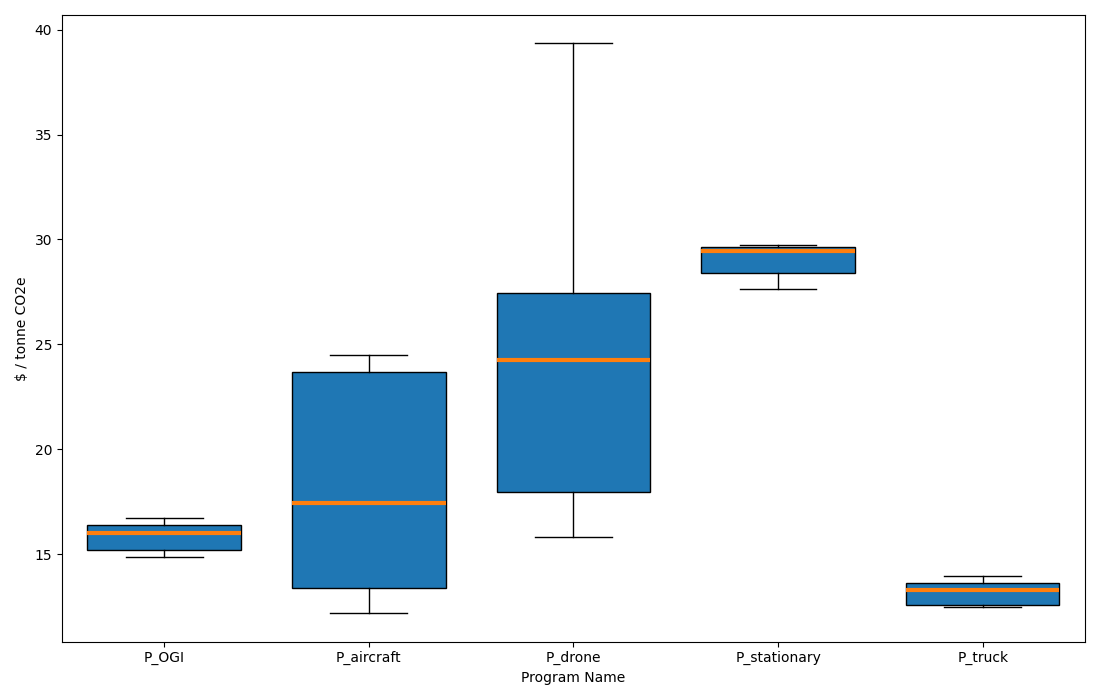 40
35
30
25
20
15
$ / tonne CO2e
P_OGI
P_aircraft
P_drone
P_stationary
P_truck
Program Name